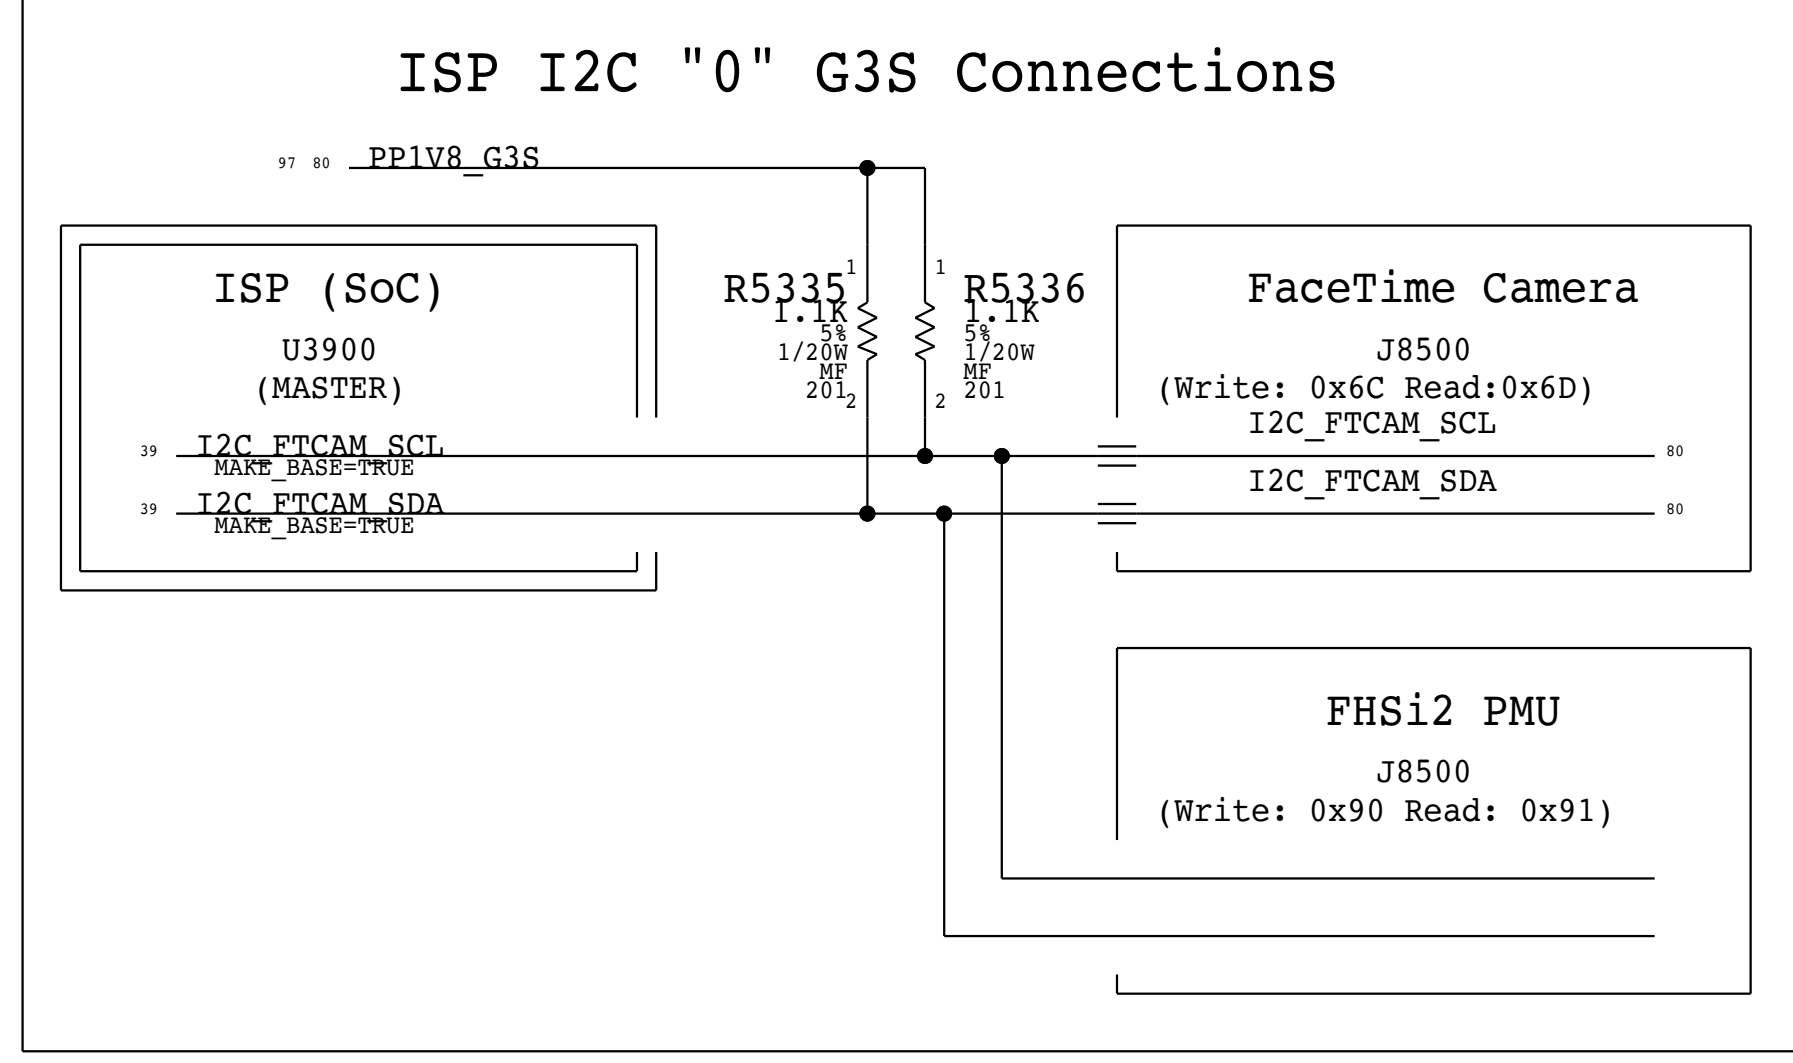 ISP I2C "0" G3S Connections
97 80 PP1V8_G3S
ISP (SoC)
U3900
(MASTER)
39 I2C_FTCAM_SCL
MAKE_BASE=TRUE
39 I2C_FTCAM_SDA
MAKE_BASE=TRUE
1
R5335
1.1K
5%
1/20W
MF
201
2
1
R5336
1.1K
5%
1/20W
MF
201
2
FaceTime Camera
J8500
(Write: 0x6C Read:0x6D)
I2C_FTCAM_SCL
80
I2C_FTCAM_SDA
80
FHSi2 PMU
J8500
(Write: 0x90 Read: 0x91)